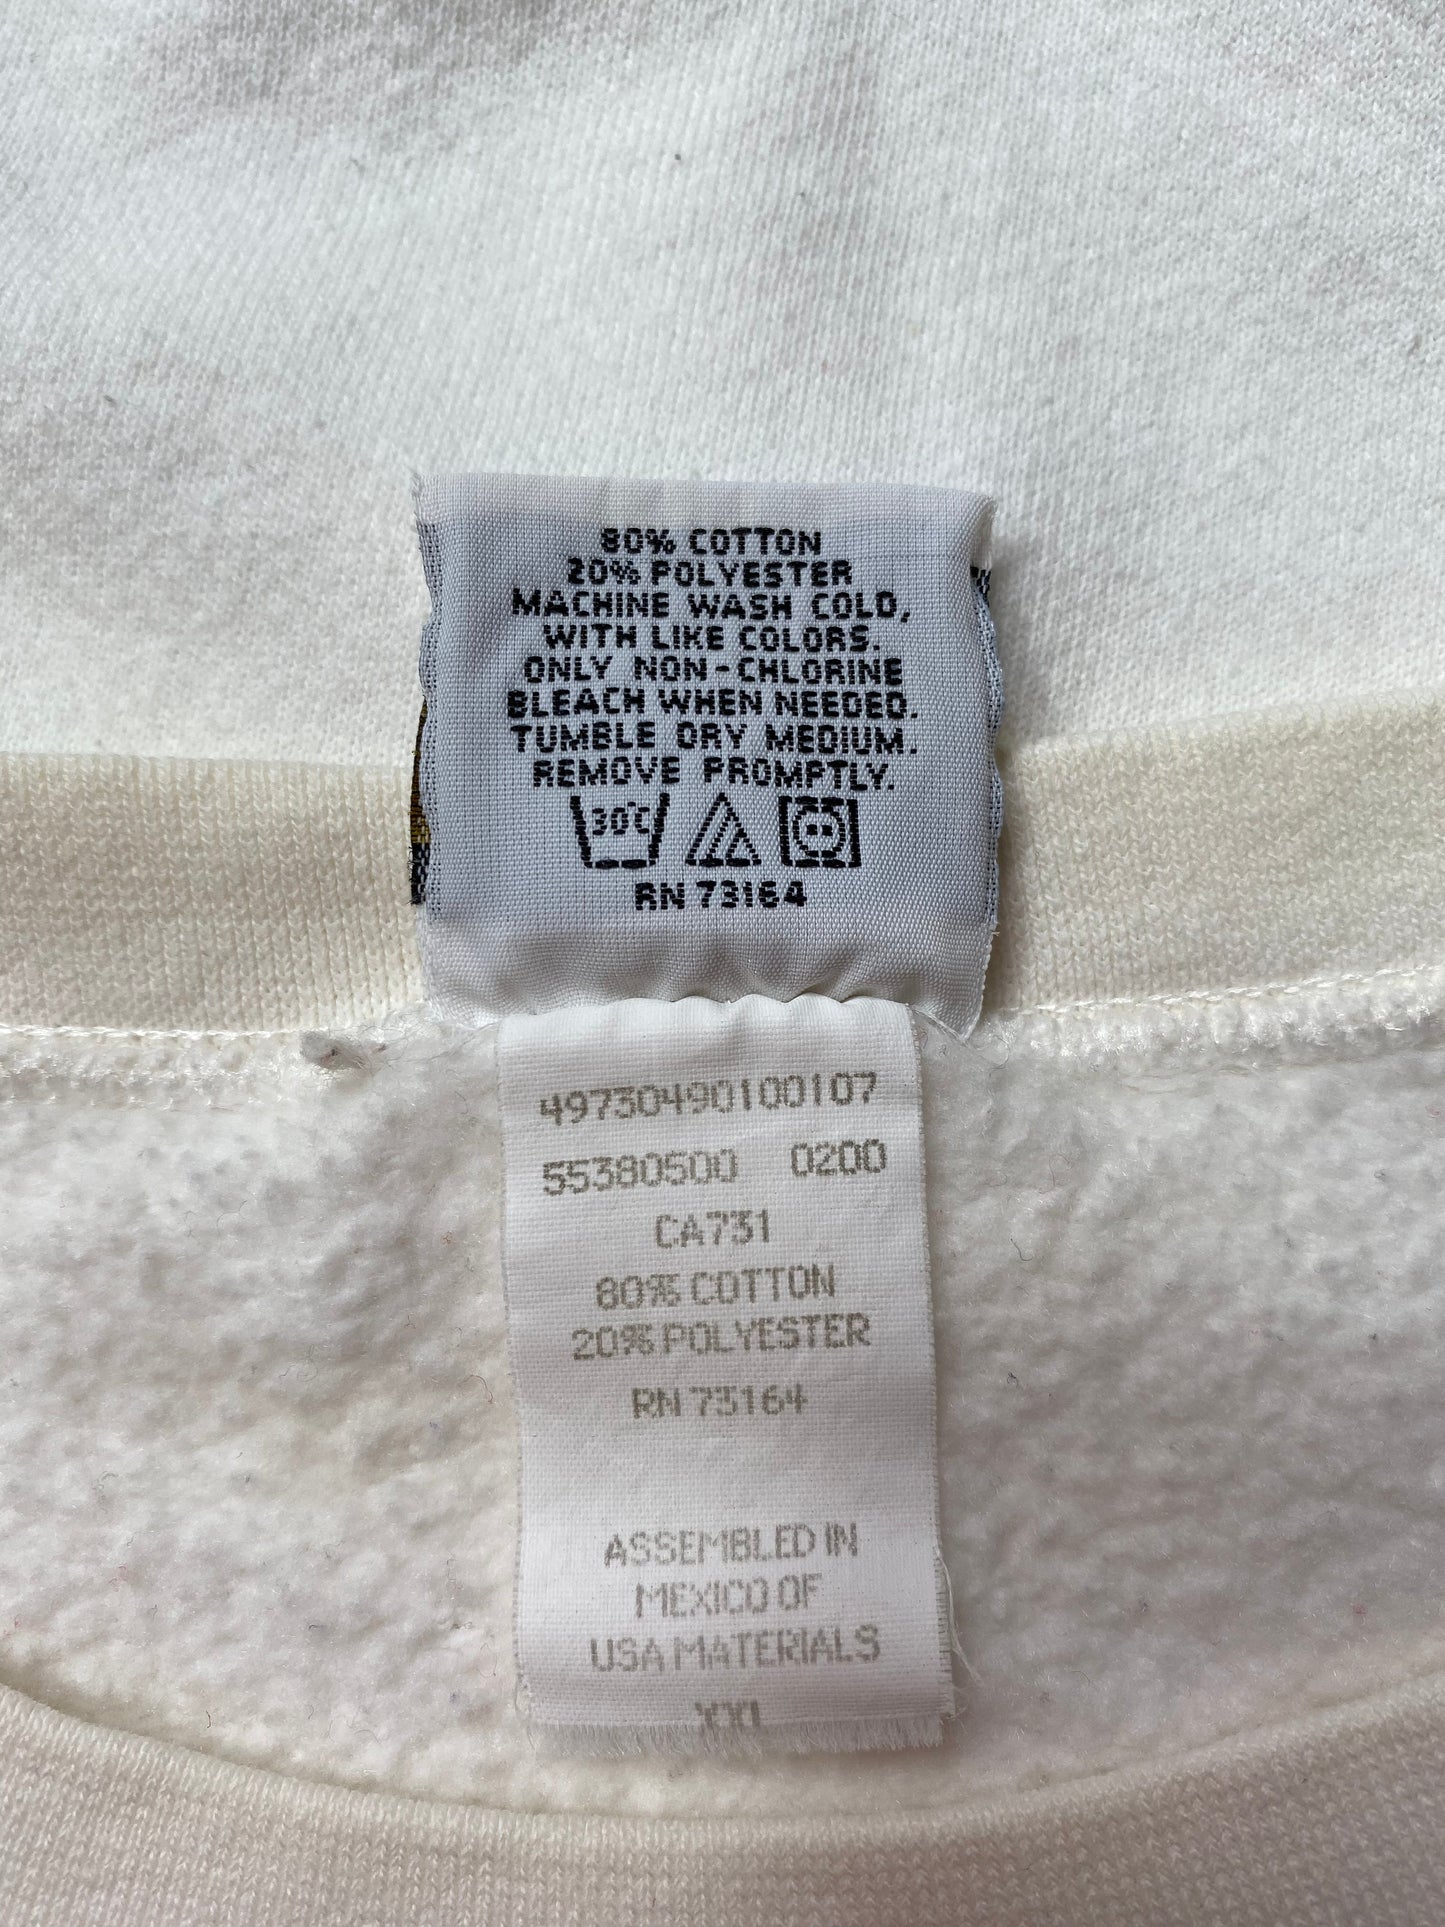 80% COTTON
20% POLYESTER
MACHINE WASH COLD,
WITH LIKE COLORS.
ONLY NON-CHLORINE
BLEACH WHEN NEEDED.
TUMBLE DRY MEDIUM.
REMOVE PROMPTLY.
30°C
RN 73164
49730490100107
55380500 0200
CA731
80% COTTON
20% POLYESTER
RN 73164
ASSEMBLED IN
MEXICO OF
USA MATERIALS
XXL